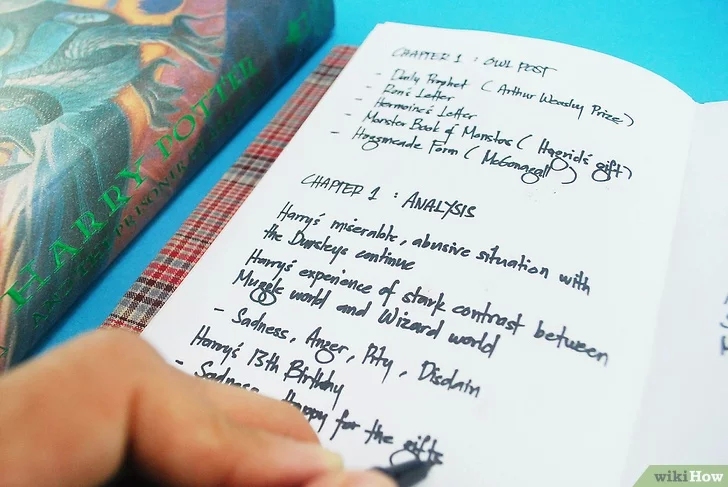 HARRY POTTER
AND THE PRISONER OF
CHAPTER 1 : OWL POST
- Daily Prophet ( Arthur Weasley Prize )
- Ron's Letter
- Hermoine's Letter
- Monster Book of Monsters ( Hagrid's gift )
- Hogsmeade Form ( McGonagall )
CHAPTER 1 : ANALYSIS
Harry's miserable, abusive situation with
the Dursleys continue
Harry's experience of stark contrast between
Muggle world and Wizard world
- Sadness, Anger, Pity, Disdain
Harry's 13th Birthday
- Sadness happy for the gifts
wikiHow